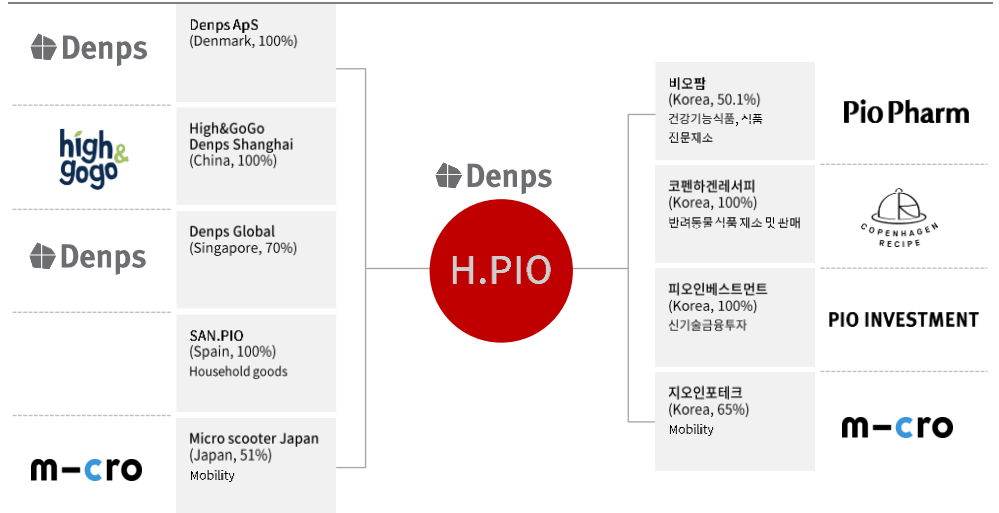 Denps
Denps ApS
(Denmark, 100%)
high&
gogo
High&GoGo
Denps Shanghai
(China, 100%)
Denps
Denps Global
(Singapore, 70%)
SAN.PIO
(Spain, 100%)
Household goods
m-cro
Micro scooter Japan
(Japan, 51%)
Mobility
Denps
H.PIO
비오팜
(Korea, 50.1%)
건강기능식품, 식품
진문제소
Pio Pharm
코펜하겐레서피
(Korea, 100%)
반려동물 식품 제소 및 판매
COPENHAGEN
RECIPE
피오인베스트먼트
(Korea, 100%)
신기술금융투자
PIO INVESTMENT
지오인포테크
(Korea, 65%)
Mobility
m-cro